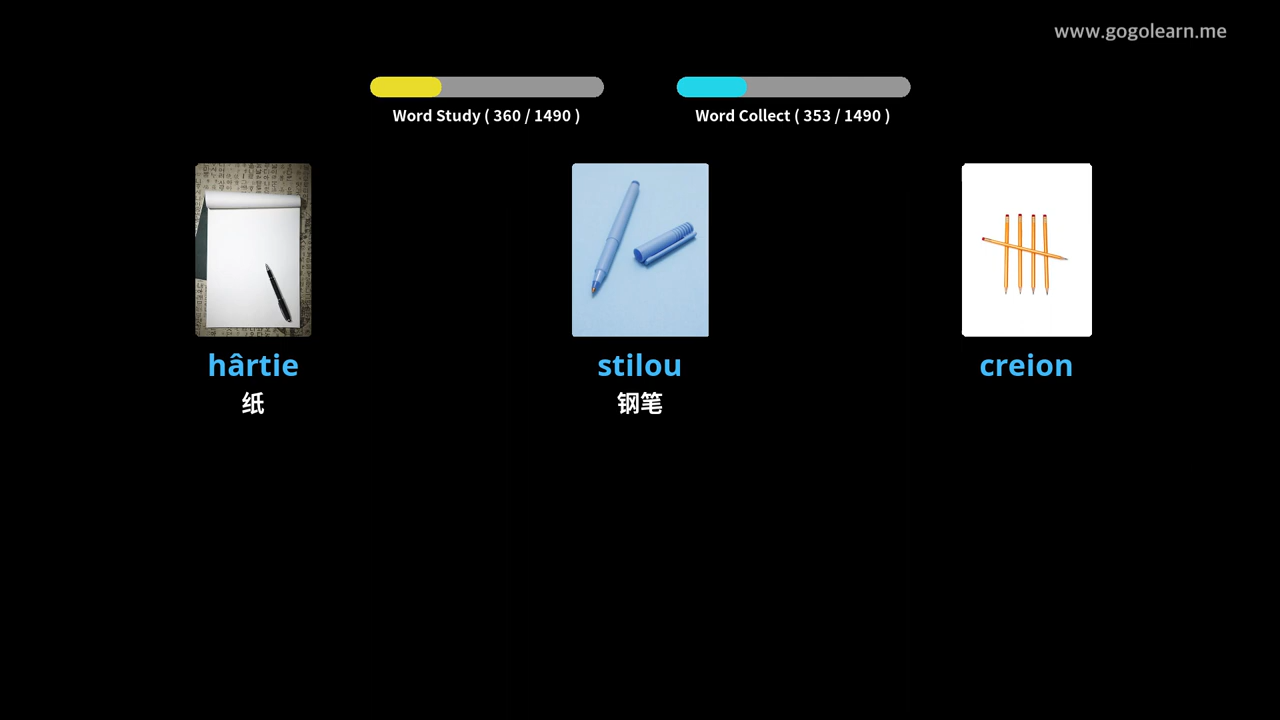 www.gogolearn.me
Word Study ( 360 / 1490 )
Word Collect ( 353 / 1490 )
hârtie
stilou
creion
纸
钢笔